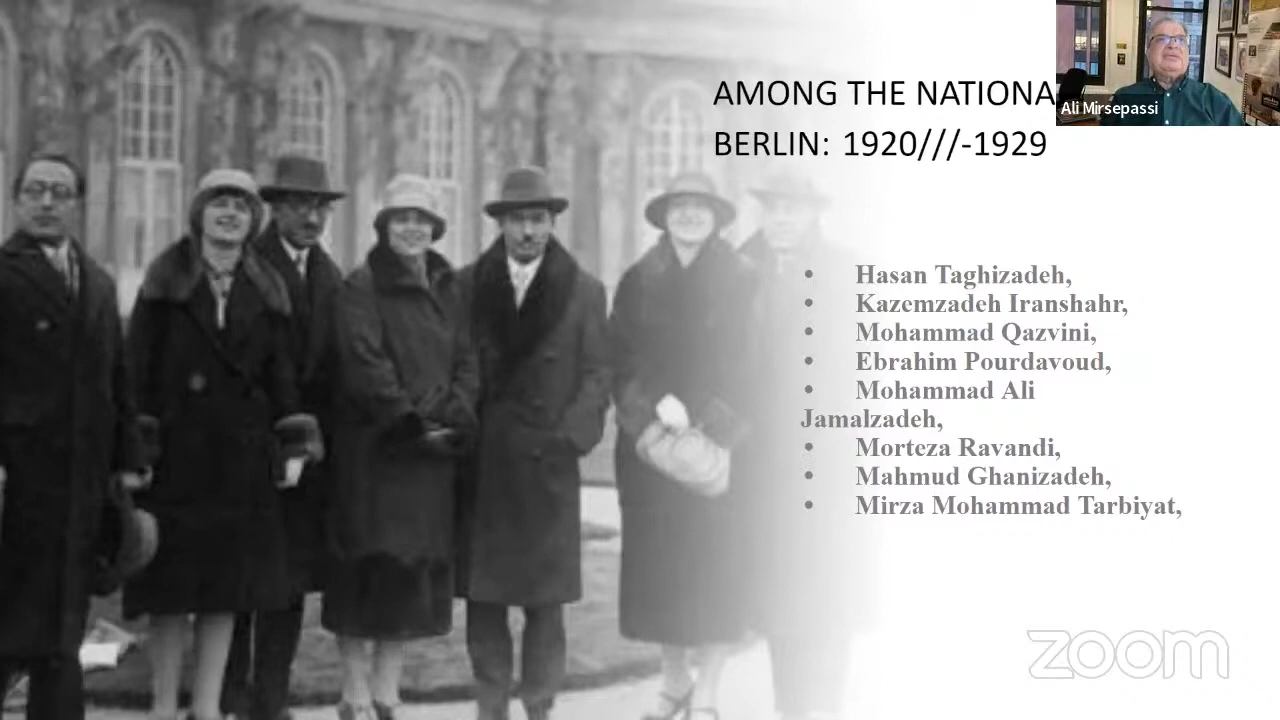 AMONG THE NATIONA
Ali Mirsepassi
BERLIN: 1920///-1929
• Hasan Taghizadeh,
• Kazemzadeh Iranshahr,
• Mohammad Qazvini,
• Ebrahim Pourdavoud,
• Mohammad Ali
Jamalzadeh,
• Morteza Ravandi,
• Mahmud Ghanizadeh,
• Mirza Mohammad Tarbiyat,
zoom